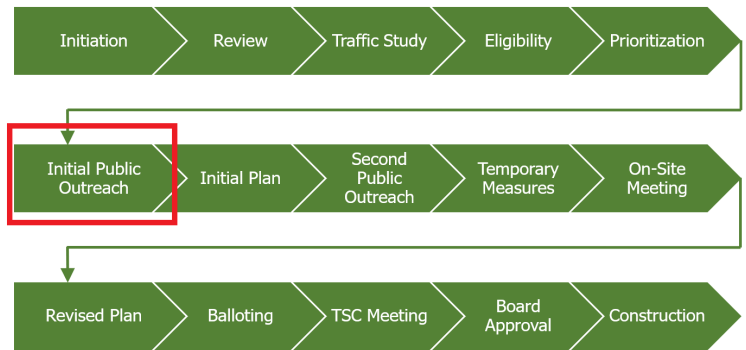 Initiation
Review
Traffic Study
Eligibility
Prioritization
Initial Public
Outreach
Initial Plan
Second
Public
Outreach
Temporary
Measures
On-Site
Meeting
Revised Plan
Balloting
TSC Meeting
Board
Approval
Construction